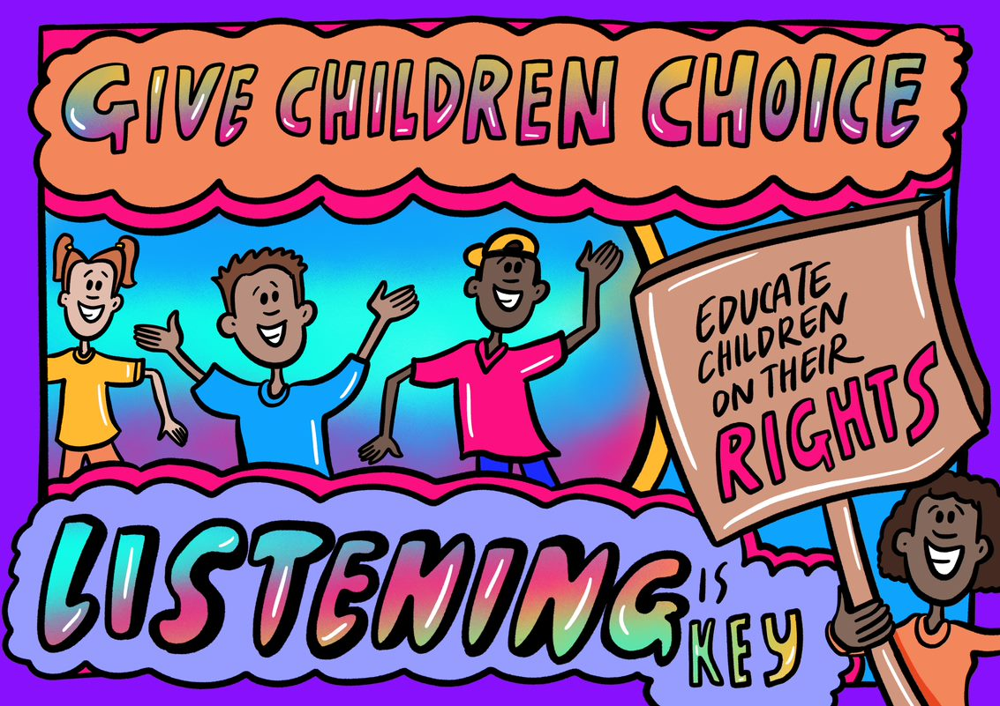 GIVE CHILDREN CHOICE
EDUCATE
CHILDREN
ON THEIR
RIGHTS
LISTENING
IS
KEY